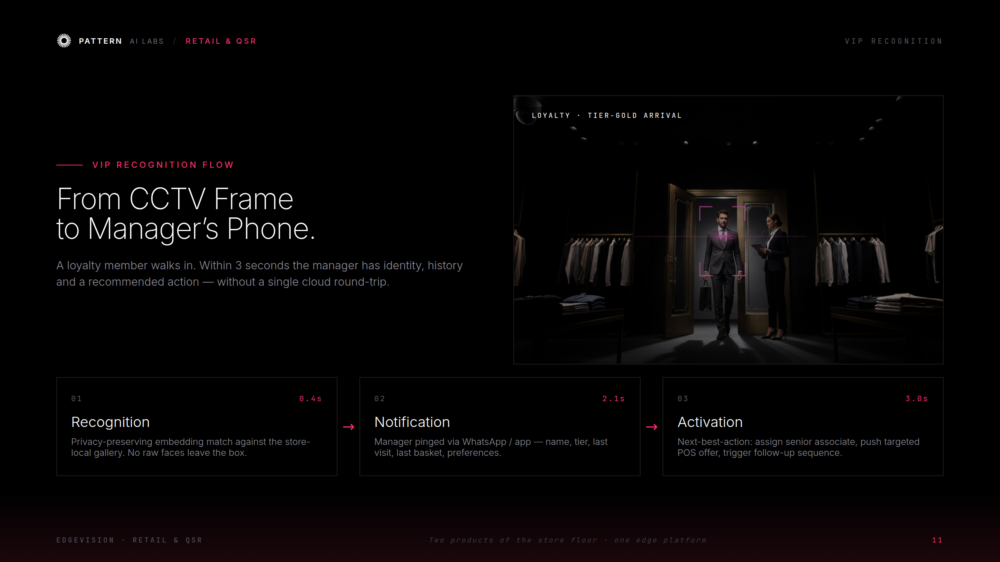 PATTERN AI LABS / RETAIL & QSR
VIP RECOGNITION
LOYALTY · TIER-GOLD ARRIVAL
VIP RECOGNITION FLOW
From CCTV Frame
to Manager’s Phone.
A loyalty member walks in. Within 3 seconds the manager has identity, history
and a recommended action — without a single cloud round-trip.
01
0.4s
Recognition
Privacy-preserving embedding match against the store-
local gallery. No raw faces leave the box.
→
02
2.1s
Notification
Manager pinged via WhatsApp / app — name, tier, last
visit, last basket, preferences.
→
03
3.0s
Activation
Next-best-action: assign senior associate, push targeted
POS offer, trigger follow-up sequence.
EDGEVISION · RETAIL & QSR
Two products of the store floor · one edge platform
11